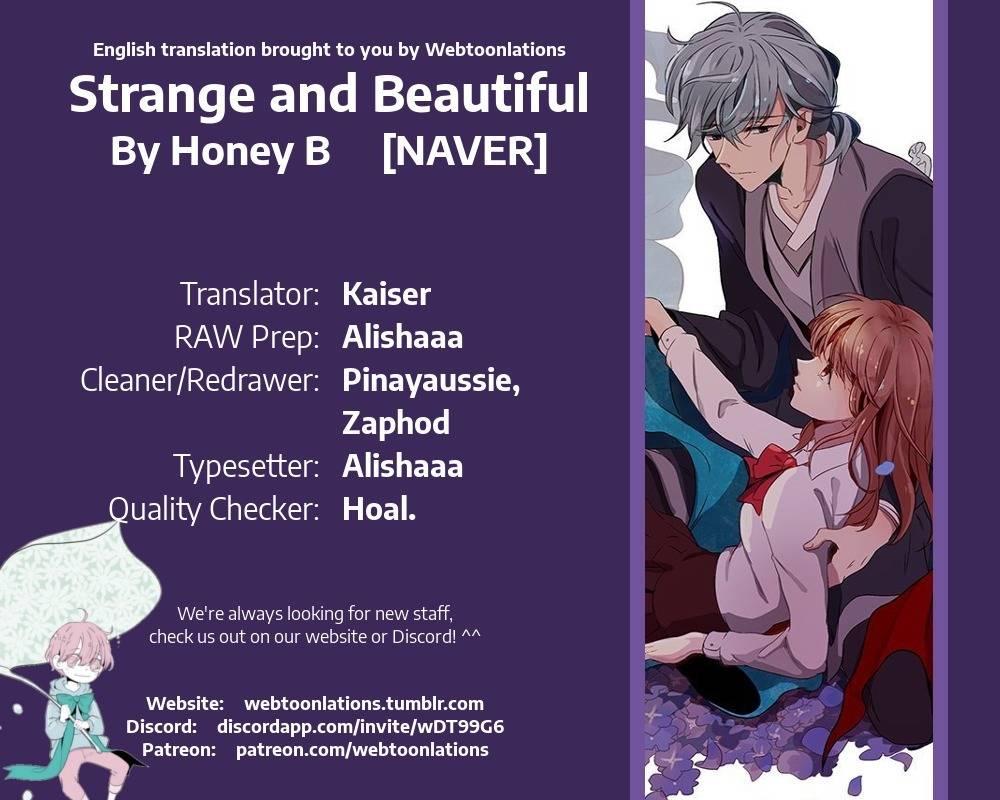 English translation brought to you by Webtoonlations
Strange and Beautiful
By Honey B [NAVER]
Translator: Kaiser
RAW Prep: Alishaaa
Cleaner/Redrawer: Pinayaussie,
Zaphod
Typesetter: Alishaaa
Quality Checker: Hoal.
We're always looking for new staff,
check us out on our website or Discord! ^^
Website: webtoonlations.tumblr.com
Discord: discordapp.com/invite/wDT99G6
Patreon: patreon.com/webtoonlations